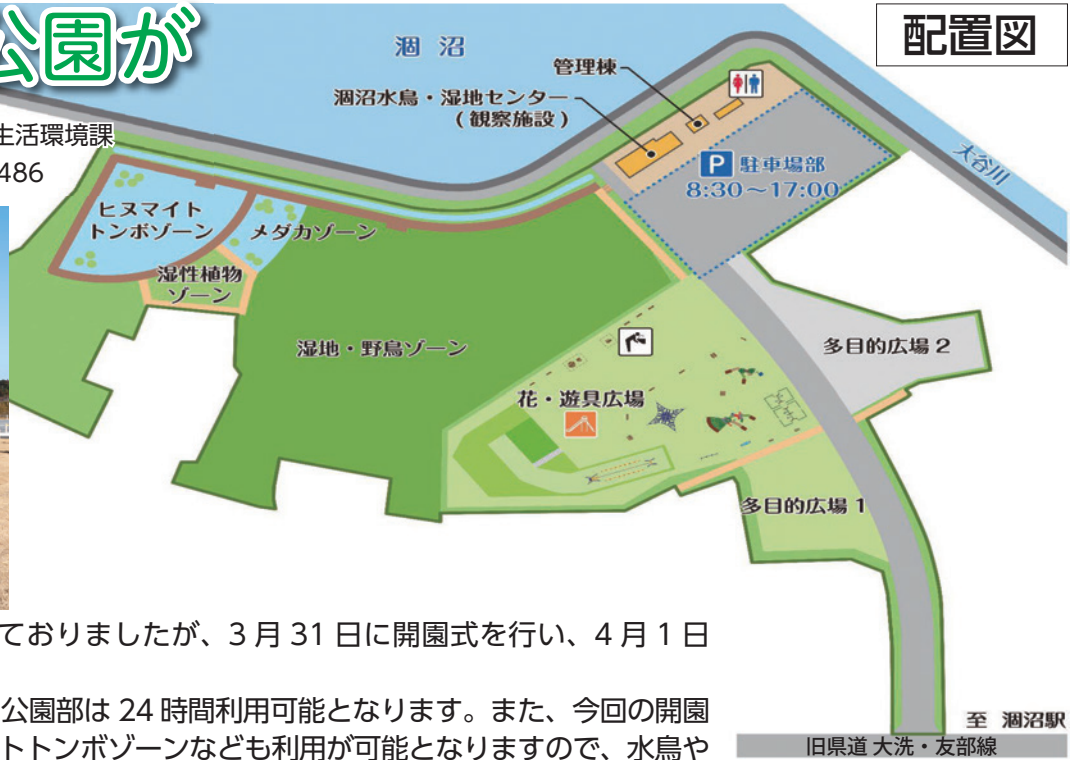 公園が
配置図
生活環境課
486
涸 沼
管理棟
涸沼水鳥・湿地センター
(観察施設)
P 駐車場部
8:30～17:00
大谷川
ヒヌマイト
トンボゾーン
メダカゾーン
湿性植物
ゾーン
湿地・野鳥ゾーン
花・遊具広場
多目的広場 2
多目的広場 1
至 涸沼駅
旧県道 大洗・友部線
ておりましたが、3 月 31 日に開園式を行い、4 月 1 日
公園部は 24 時間利用可能となります。また、今回の開園
トトンボゾーンなども利用が可能となりますので、水鳥や